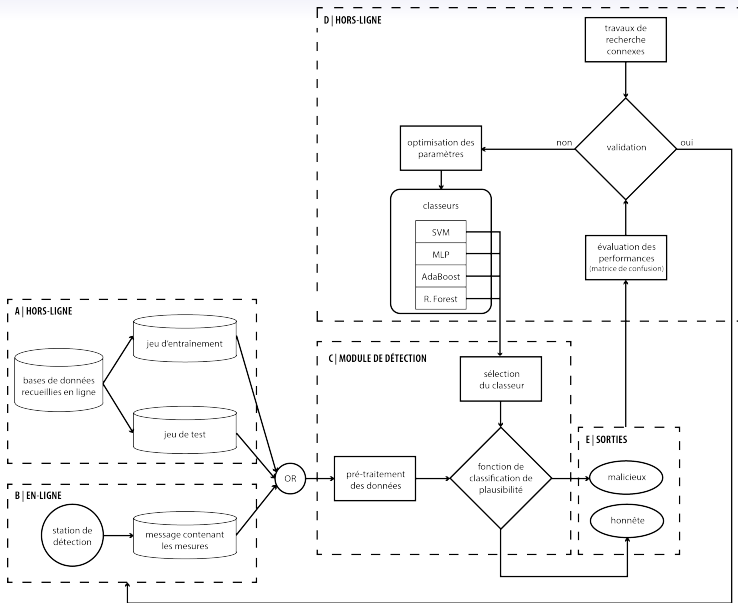 D | HORS-LIGNE
travaux de
recherche
connexes
optimisation des
paramètres
non
validation
oui
classeurs
SVM
MLP
AdaBoost
R. Forest
évaluation des
performances
(matrice de confusion)
A | HORS-LIGNE
jeu d'entraînement
bases de données
recueillies en ligne
jeu de test
C | MODULE DE DÉTECTION
sélection
du classeur
E | SORTIES
OR
pré-traitement
des données
fonction de
classification de
plausibilité
malicieux
honnête
B | EN-LIGNE
station de
détection
message contenant
les mesures